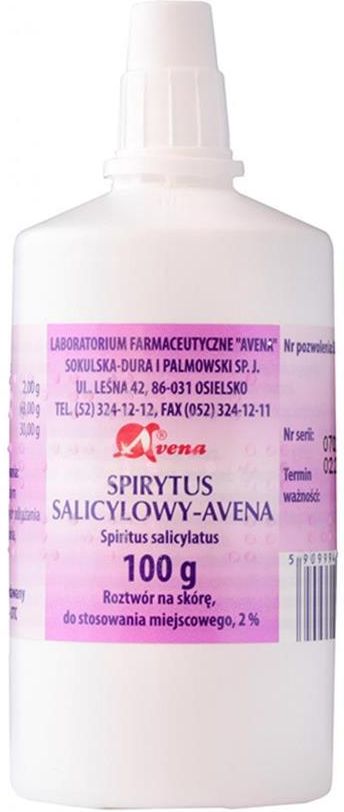 LABORATORIUM FARMACEUTYCZNE "AVENA"
SOKULSKA-DURA I PALMOWSKI SP. J.
UL. LEŚNA 42, 86-031 OSIELSKO
TEL. (52) 324-12-12, FAX (052) 324-12-11
Avena®
SPIRYTUS
SALICYLOWY-AVENA
Spiritus salicylatus
100 g
Roztwór na skórę,
do stosowania miejscowego, 2 %
2,00 g
30,00 g
Nr pozwolenia
Nr serii:
Termin
ważności:
5 909994